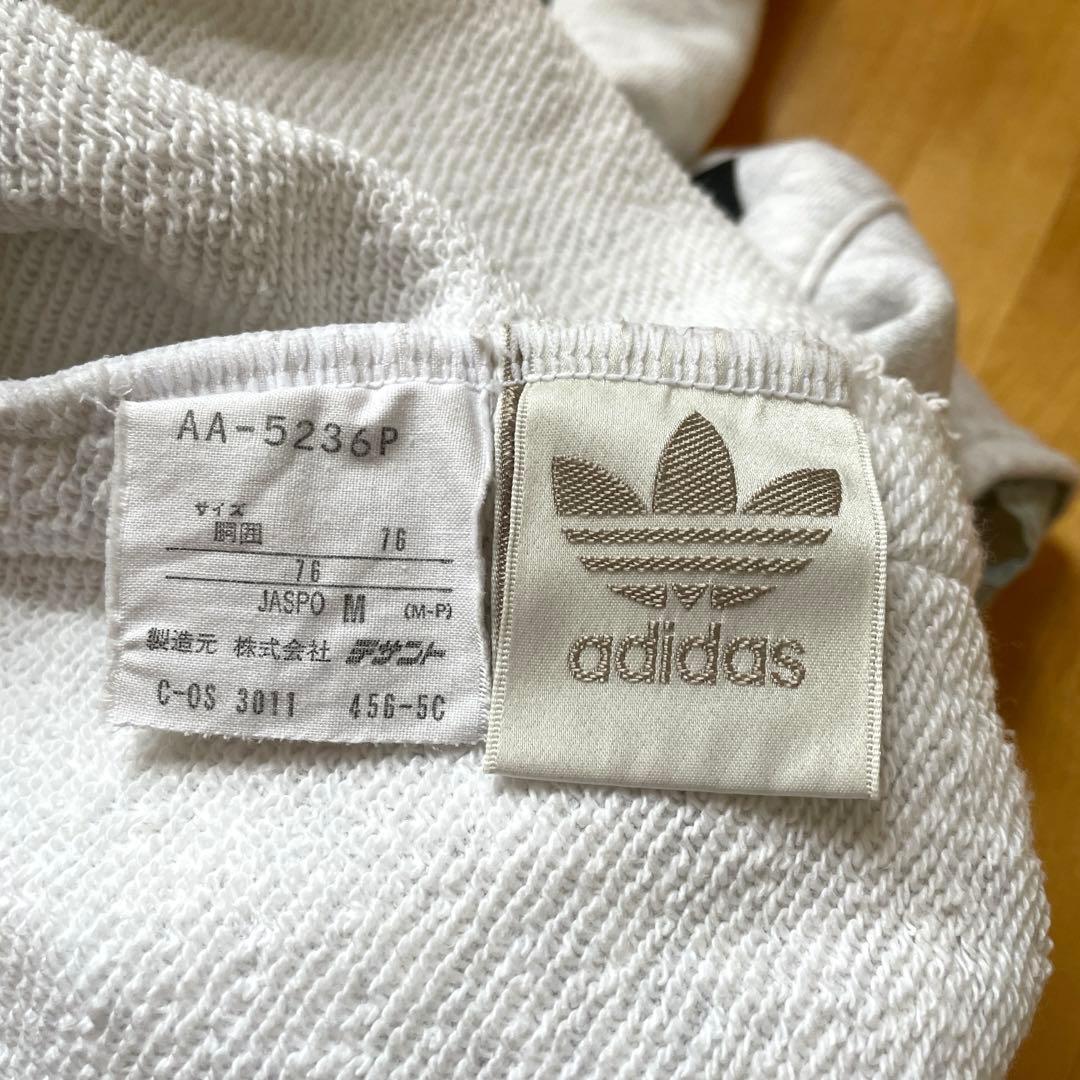 AA-5236P
サイズ
胴囲 76
76
JASPO M (M-P)
製造元 株式会社 デサント
C-OS 3011 456-5C
adidas